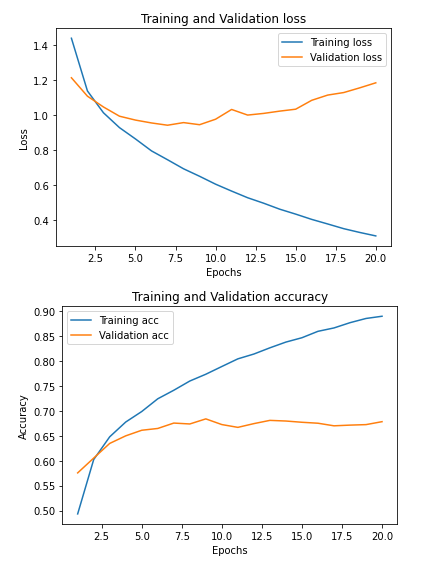 Training and Validation loss
Training loss
Validation loss
1.4
1.2
1.0
0.8
0.6
0.4
Loss
2.5 5.0 7.5 10.0 12.5 15.0 17.5 20.0
Epochs
Training and Validation accuracy
Training acc
Validation acc
0.90
0.85
0.80
0.75
0.70
0.65
0.60
0.55
0.50
Accuracy
2.5 5.0 7.5 10.0 12.5 15.0 17.5 20.0
Epochs